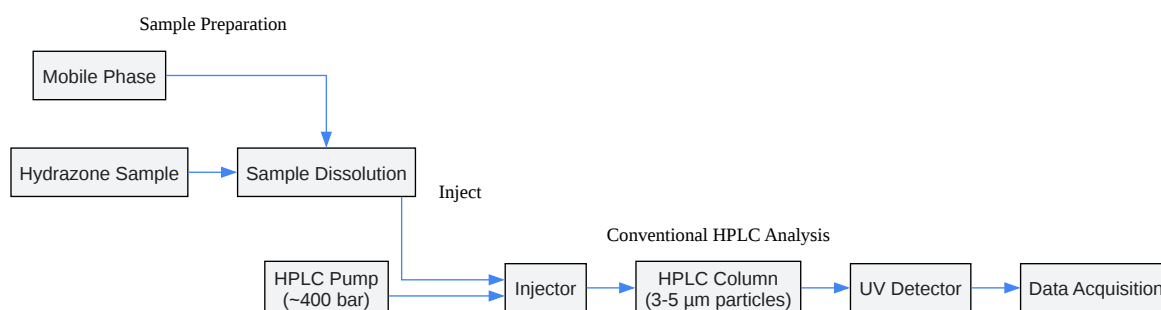 Sample Preparation
Mobile Phase
Hydrazone Sample
Sample Dissolution
Inject
Conventional HPLC Analysis
HPLC Pump
(~400 bar)
Injector
HPLC Column
(3-5 µm particles)
UV Detector
Data Acquisition